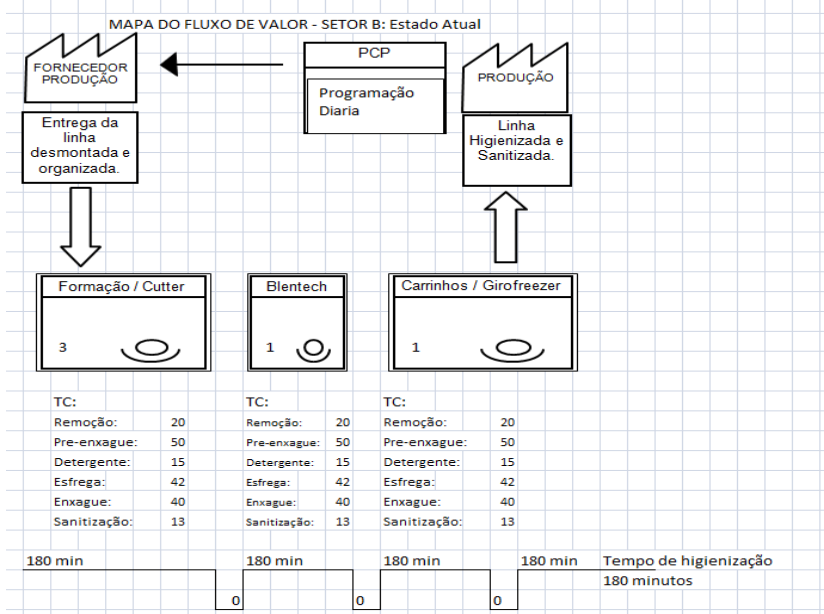 MAPA DO FLUXO DE VALOR - SETOR B: Estado Atual
FORNECEDOR
PRODUÇÃO
PCP
Programação
Diaria
PRODUÇÃO
Entrega da
linha
desmontada e
organizada.
Linha
Higienizada e
Sanitizada.
Formação / Cutter
3
Blentech
1
Carrinhos / Girofreezer
1
TC:
Remoção: 20
Pre-enxague: 50
Detergente: 15
Esfrega: 42
Enxague: 40
Sanitização: 13
TC:
Remoção: 20
Pre-enxague: 50
Detergente: 15
Esfrega: 42
Enxague: 40
Sanitização: 13
TC:
Remoção: 20
Pre-enxague: 50
Detergente: 15
Esfrega: 42
Enxague: 40
Sanitização: 13
180 min 180 min 180 min 180 min Tempo de higienização
180 minutos
0 0 0